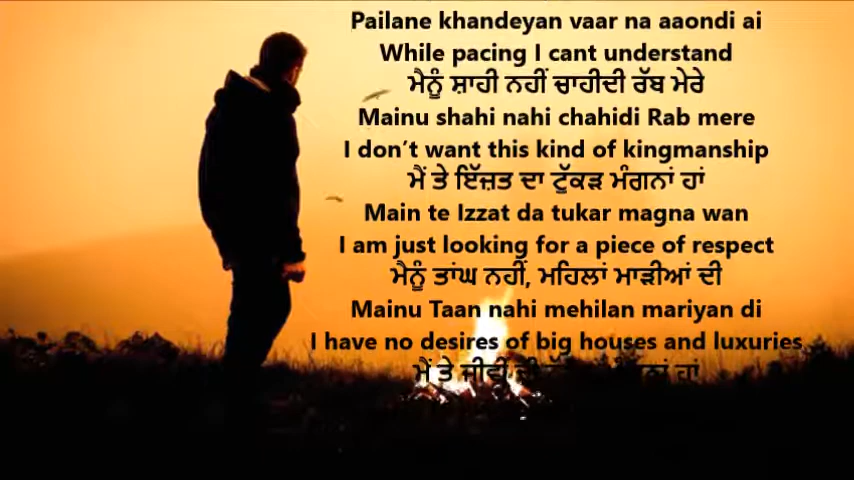 Pailane khandeyan vaar na aaondi ai
While pacing I cant understand
ਮੈਨੂੰ ਸ਼ਾਹੀ ਨਹੀਂ ਚਾਹੀਦੀ ਰੱਬ ਮੇਰੇ
Mainu shahi nahi chahidi Rab mere
I don't want this kind of kingmanship
ਮੈਂ ਤੇ ਇੱਜ਼ਤ ਦਾ ਟੁੱਕੜ ਮੰਗਨਾਂ ਹਾਂ
Main te Izzat da tukar magna wan
I am just looking for a piece of respect
ਮੈਨੂੰ ਤਾਂਘ ਨਹੀਂ, ਮਹਿਲਾਂ ਮਾੜੀਆਂ ਦੀ
Mainu Taan nahi mehilan mariyan di
I have no desires of big houses and luxuries
ਮੈਂ ਤੇ ਜੀਵੀਂ ਹਾਂ